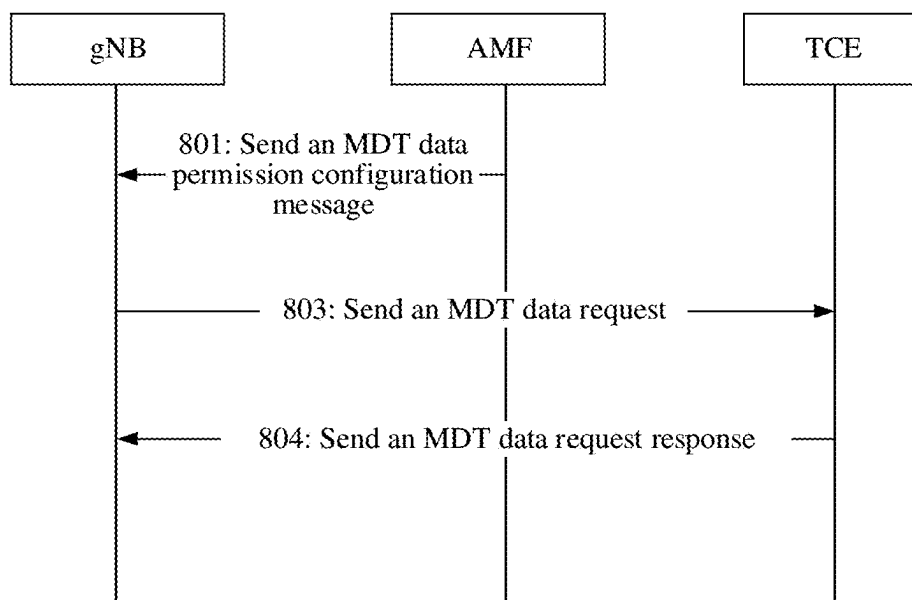 gNB
AMF
TCE
801: Send an MDT data
permission configuration
message
803: Send an MDT data request
804: Send an MDT data request response